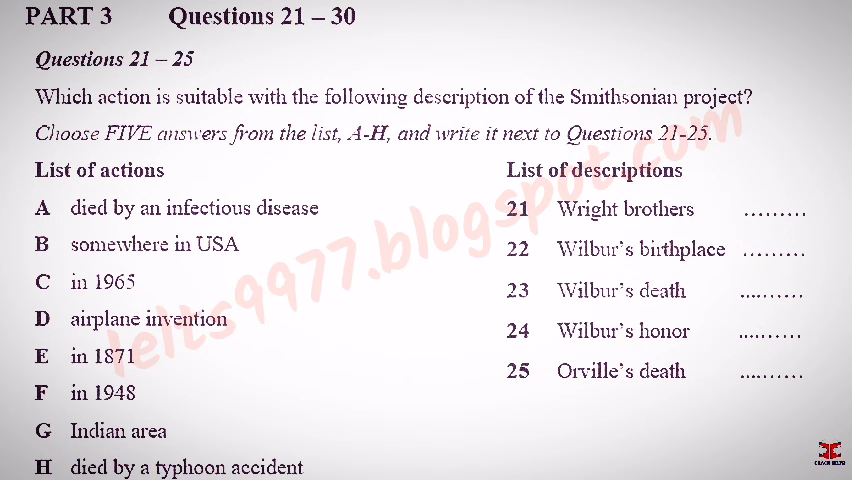 PART 3 Questions 21 – 30
Questions 21 – 25
Which action is suitable with the following description of the Smithsonian project?
Choose FIVE answers from the list, A-H, and write it next to Questions 21-25.
List of actions
A died by an infectious disease
B somewhere in USA
C in 1965
D airplane invention
E in 1871
F in 1948
G Indian area
H died by a typhoon accident
List of descriptions
21 Wright brothers .........
22 Wilbur's birthplace .........
23 Wilbur's death ..........
24 Wilbur's honor ..........
25 Orville's death ..........
Ielts9977.blogspot.com
COACH IELTS